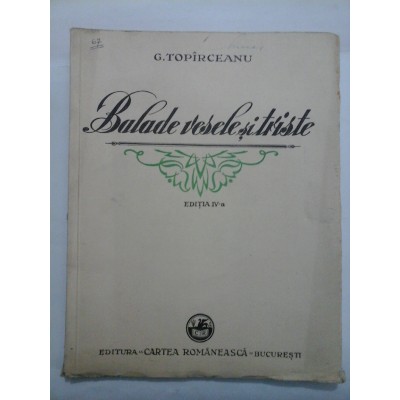 G. TOPÎRCEANU
Balade vesele și triste
EDIȚIA IV-a
EDITURA - CARTEA ROMÂNEASCĂ - BUCUREȘTI